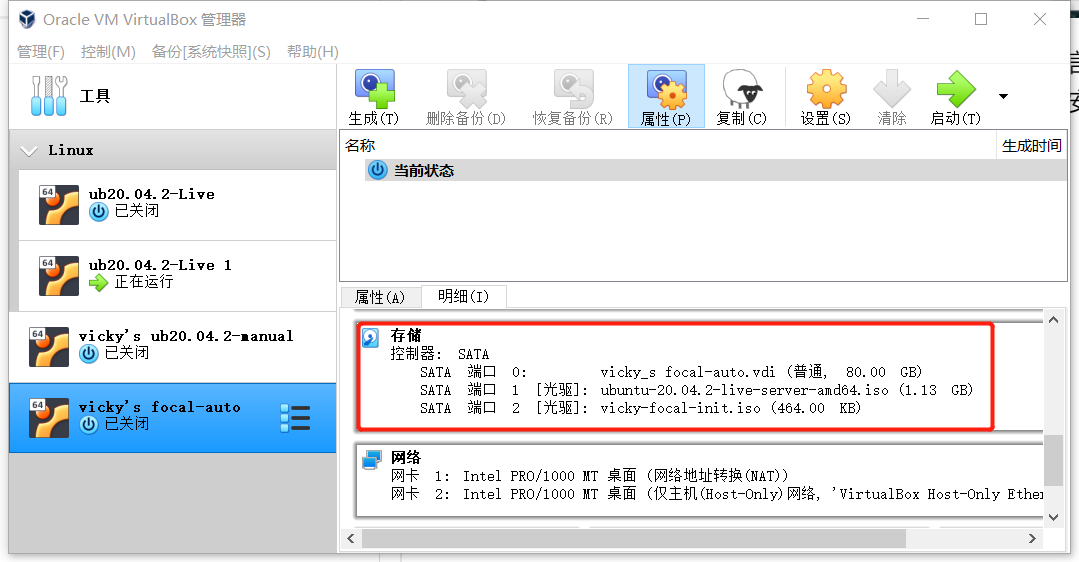 Oracle VM VirtualBox 管理器
管理(F) 控制(M) 备份[系统快照](S) 帮助(H)
工具
生成(T) 删除备份(D) 恢复备份(R) 属性(P) 复制(C) 设置(S) 清除 启动(T)
Linux
64 ub20.04.2-Live
已关闭
64 ub20.04.2-Live 1
正在运行
64 vicky's ub20.04.2-manual
已关闭
64 vicky's focal-auto
已关闭
名称 生成时间
当前状态
属性(A) 明细(I)
存储
控制器: SATA
SATA 端口 0: vicky_s focal-auto.vdi (普通, 80.00 GB)
SATA 端口 1 [光驱]: ubuntu-20.04.2-live-server-amd64.iso (1.13 GB)
SATA 端口 2 [光驱]: vicky-focal-init.iso (464.00 KB)
网络
网卡 1: Intel PRO/1000 MT 桌面 (网络地址转换(NAT))
网卡 2: Intel PRO/1000 MT 桌面 (仅主机(Host-Only)网络, 'VirtualBox Host-Only Ether